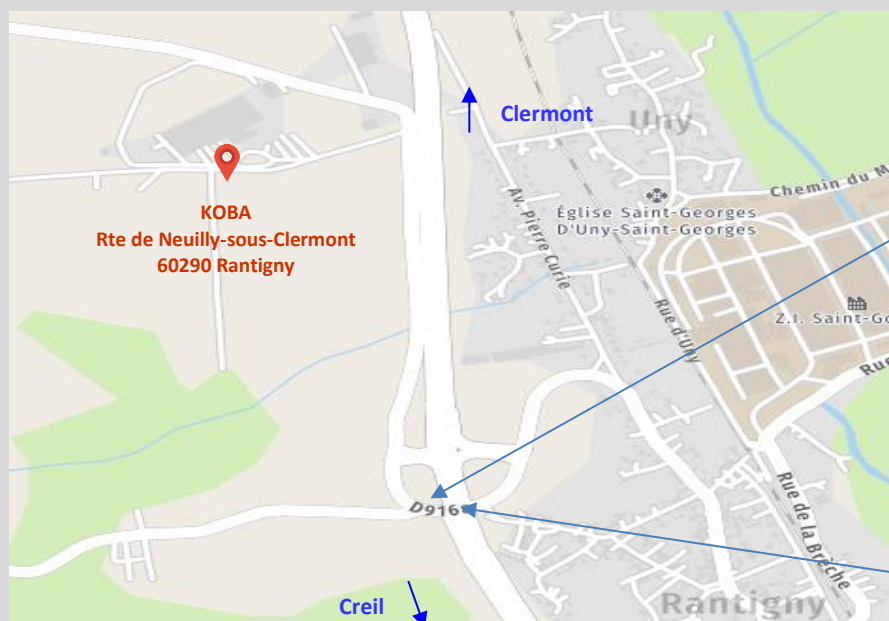 Clermont
Uny
Chemin du M
Av. Pierre Curie
Église Saint-Georges
D'Uny-Saint-Georges
KOBA
Rte de Neuilly-sous-Clermont
60290 Rantigny
Rue d'Uny
Z.I. Saint-Ge
Rue
D916
Rue de la Brèche
Rantigny
Creil